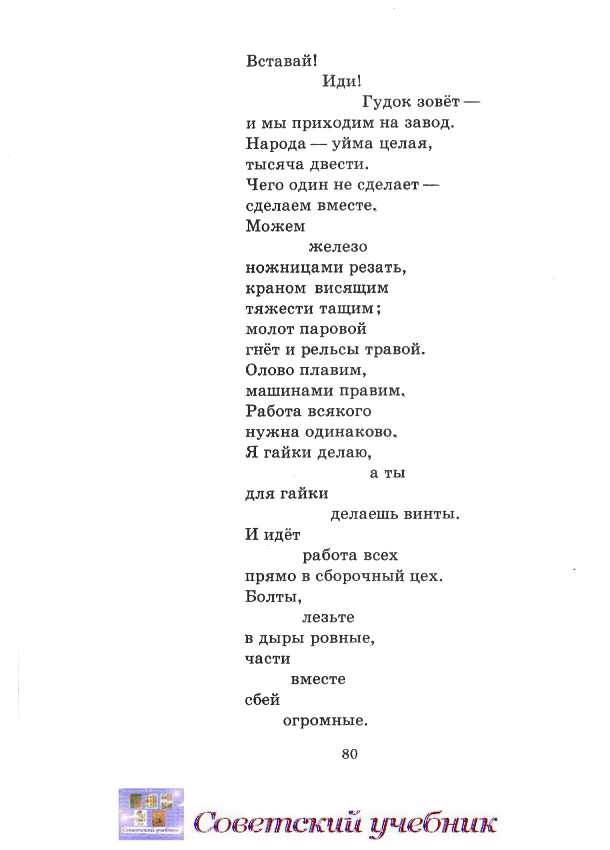 Вставай!
Иди!
Гудок зовёт —
и мы приходим на завод.
Народа — уйма целая,
тысяча двести.
Чего один не сделает —
сделаем вместе.
Можем
железо
ножницами резать,
краном висящим
тяжести тащим;
молот паровой
гнёт и рельсы травой.
Олово плавим,
машинами правим.
Работа всякого
нужна одинаково.
Я гайки делаю,
а ты
для гайки
делаешь винты.
И идёт
работа всех
прямо в сборочный цех.
Болты,
лезьте
в дыры ровные,
части
вместе
сбей
огромные.
80
Советский учебник